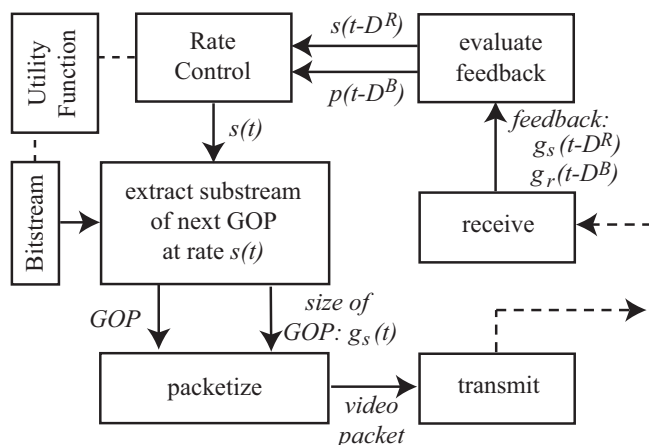 Utility
Function
Rate
Control
s(t-D^R)
p(t-D^B)
evaluate
feedback
s(t)
feedback:
g_s(t-D^R)
g_r(t-D^B)
Bitstream
extract substream
of next GOP
at rate s(t)
receive
GOP
size of
GOP: g_s(t)
packetize
video
packet
transmit